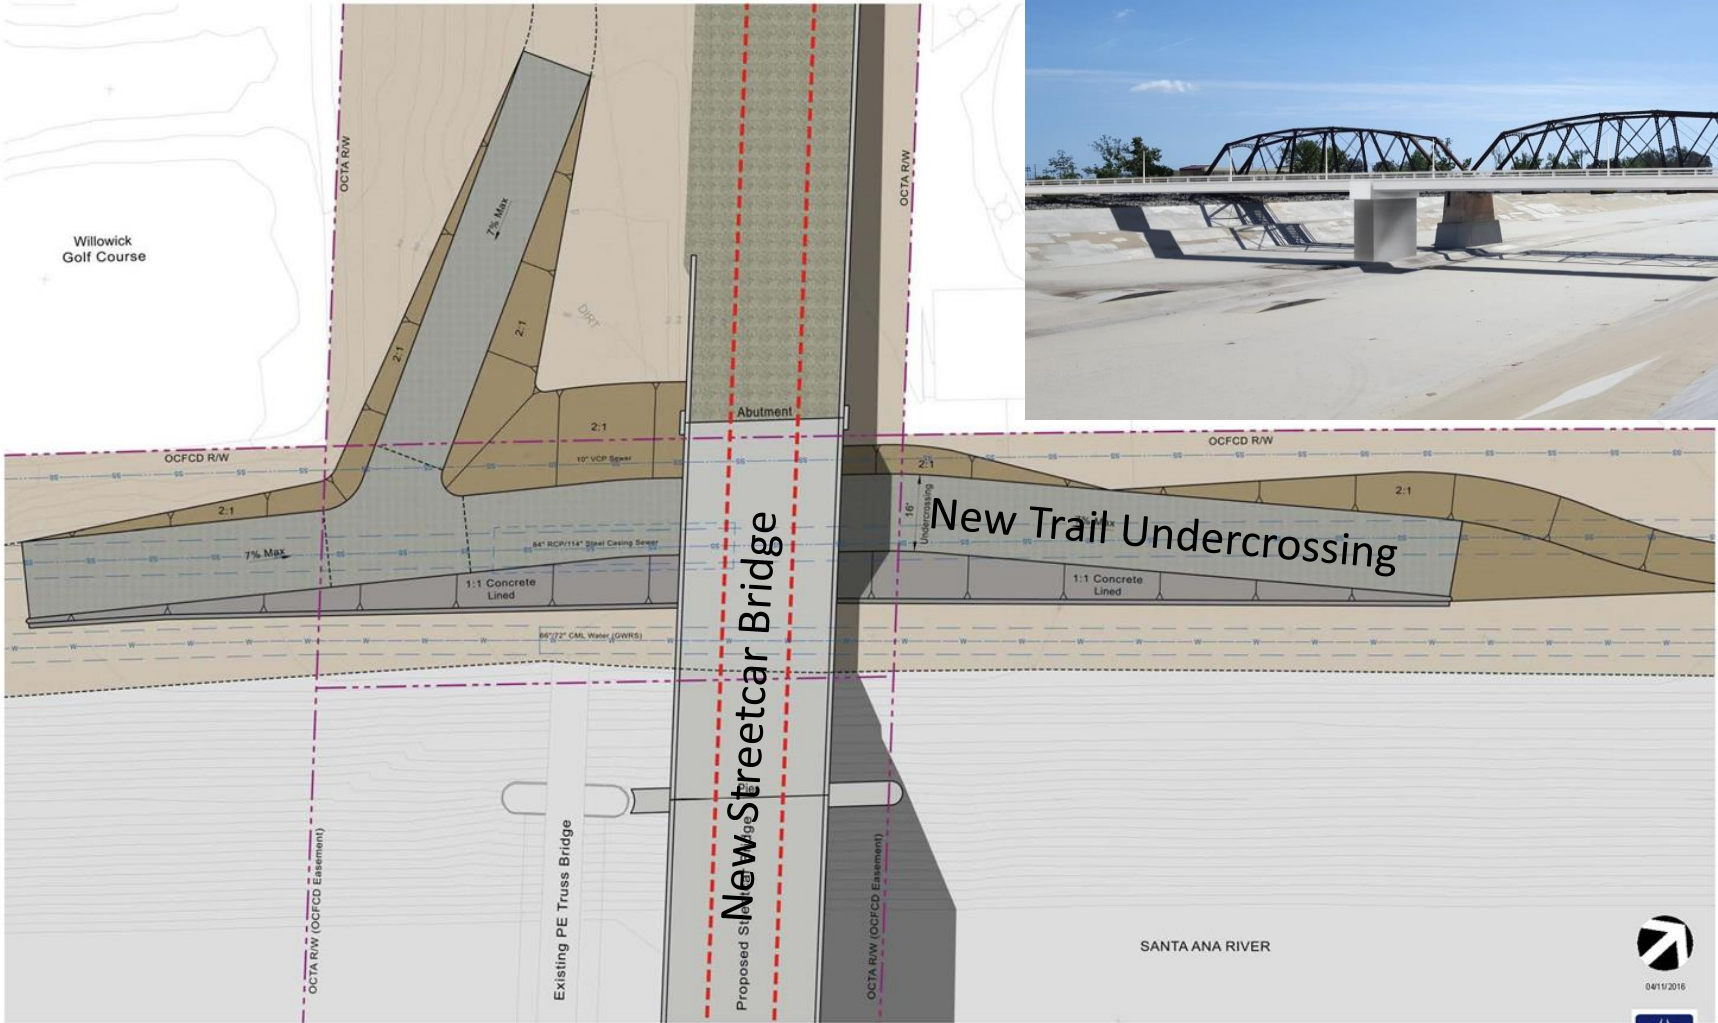 OCTA R/W
OCTA R/W
Willowick
Golf Course
7% Max
2:1
2:1
DIRT
Abutment
2:1
OCFCD R/W
OCFCD R/W
10" VCP Sewer
2:1
2:1
2:1
16'
Undercrossing
New Trail Undercrossing
7% Max
84" RCP/114" Steel Casing Sewer
1:1 Concrete
Lined
1:1 Concrete
Lined
66"/72" CML Water (GWRS)
New Streetcar Bridge
Pier
OCTA R/W (OCFCD Easement)
Existing PE Truss Bridge
Proposed Streetcar Bridge
OCTA R/W (OCFCD Easement)
SANTA ANA RIVER
04/11/2016